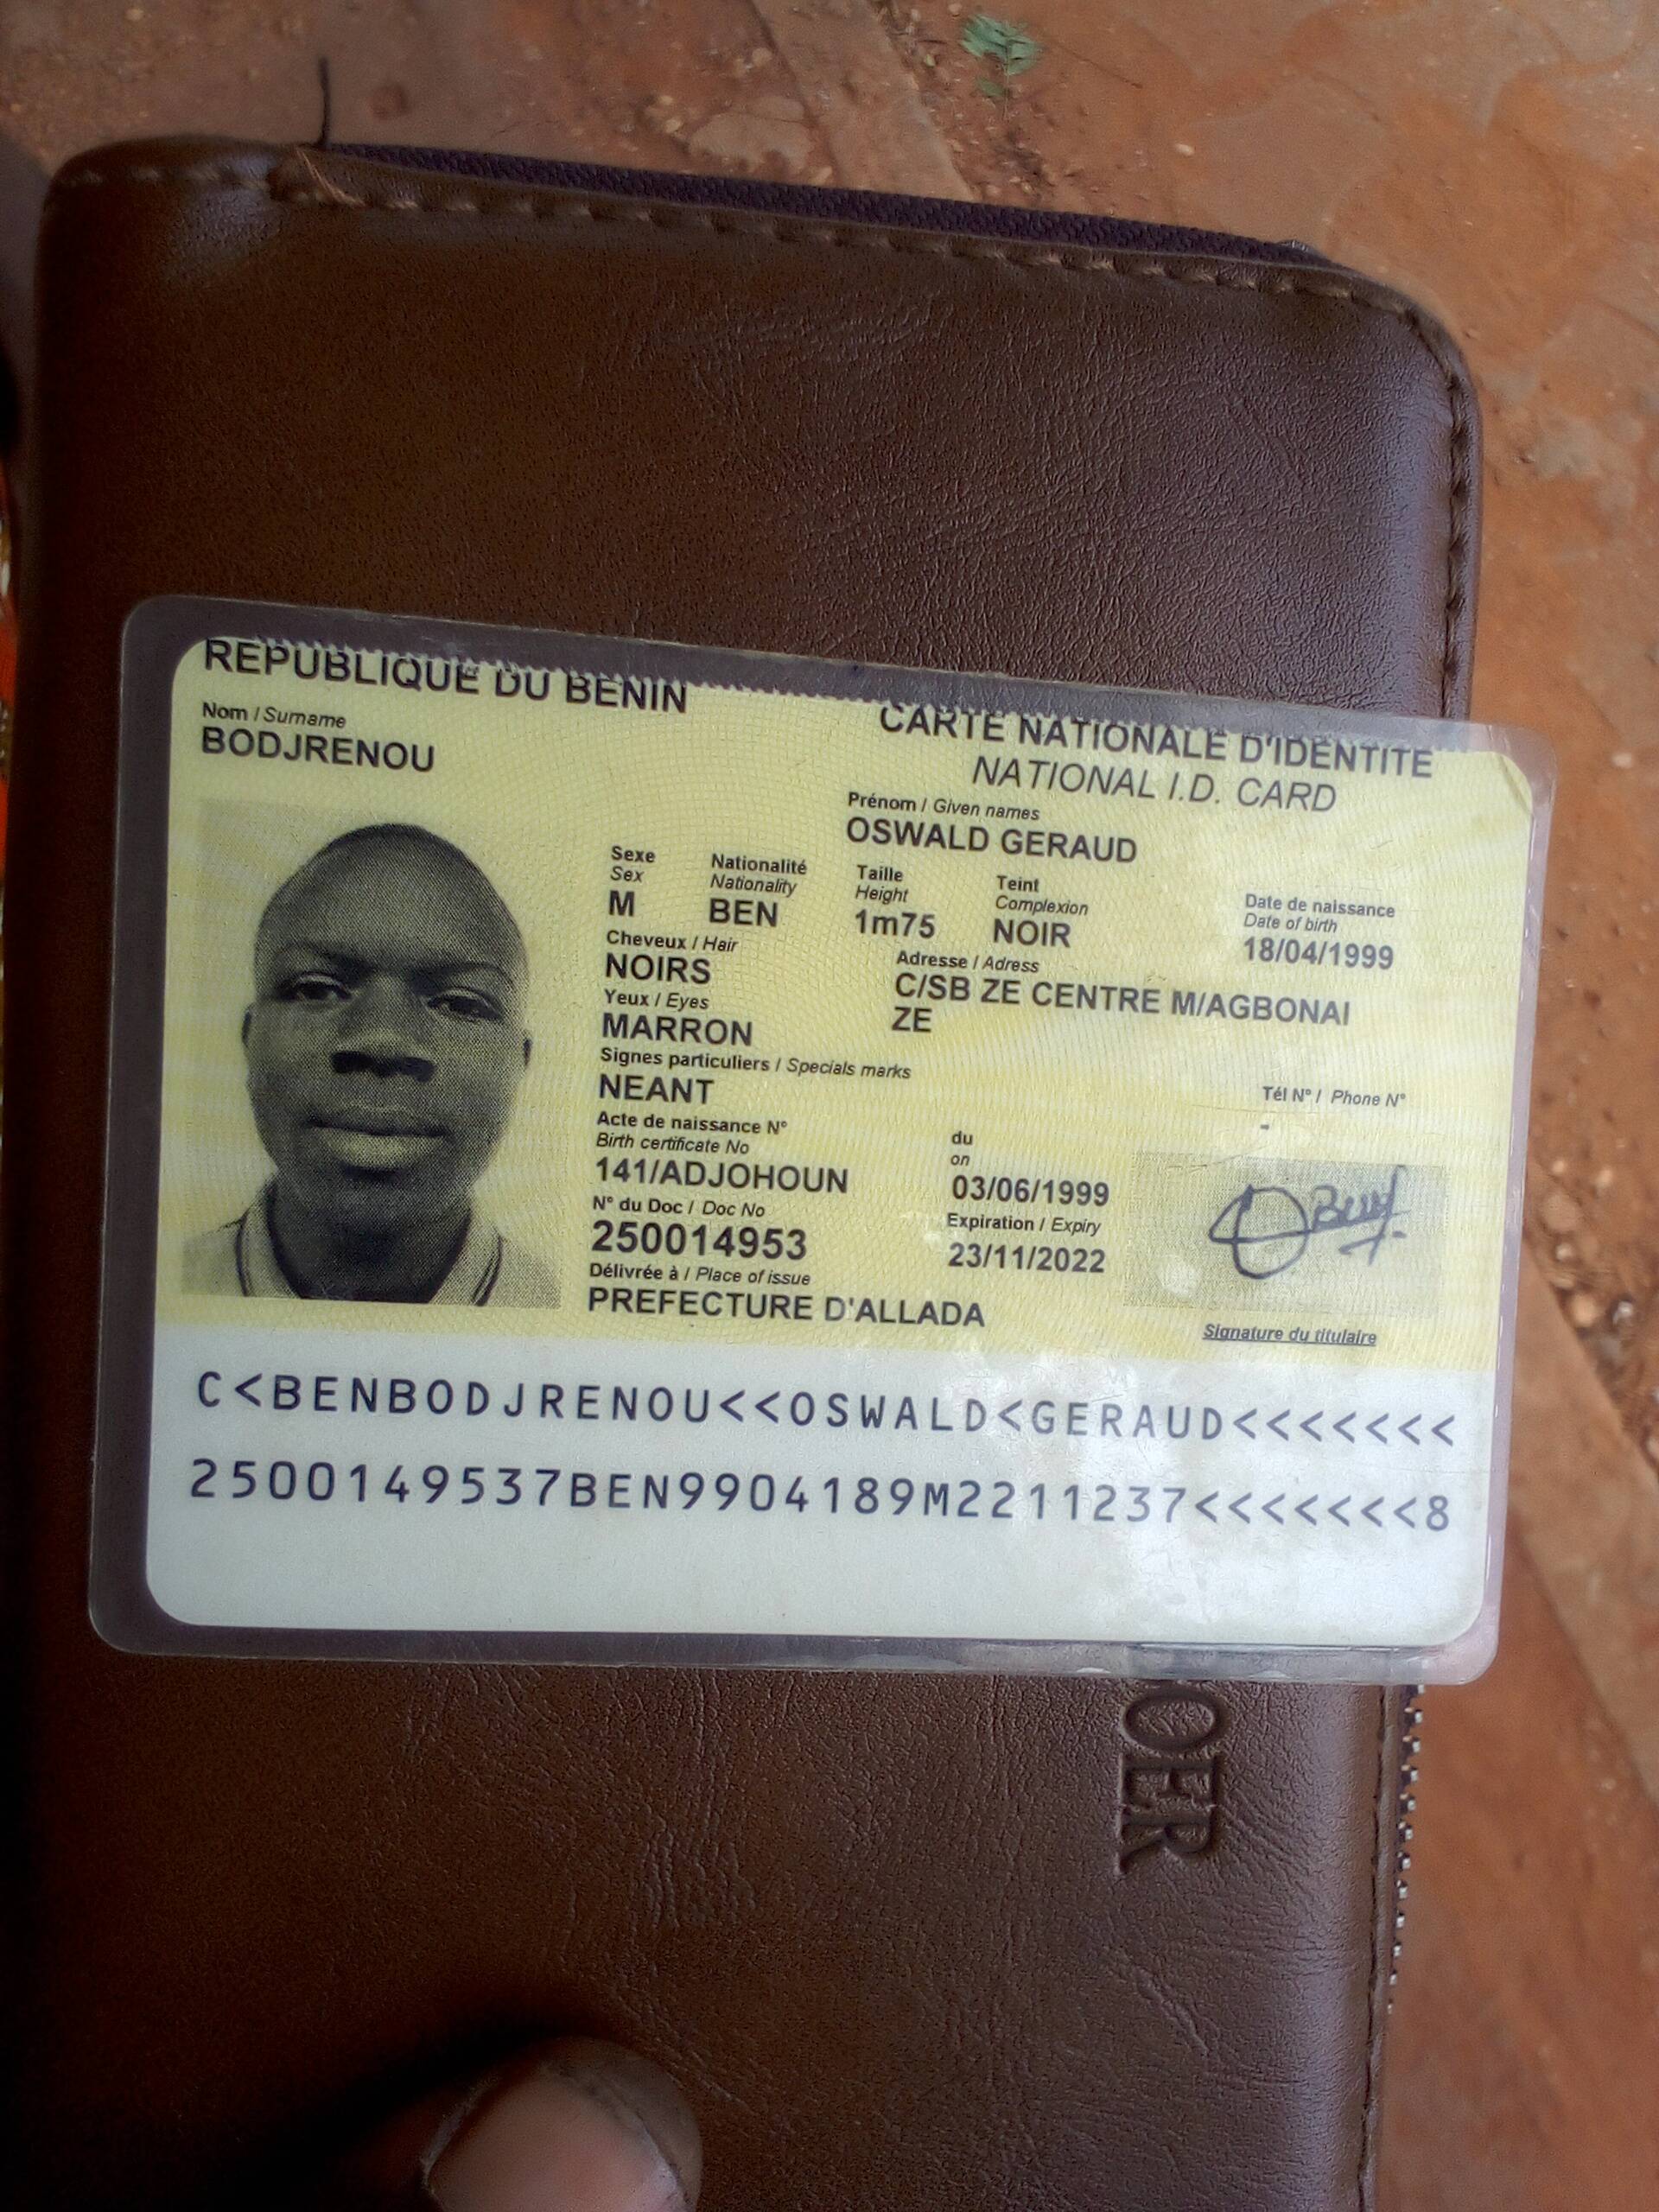 REPUBLIQUE DU BENIN
CARTE NATIONALE D'IDENTITE
NATIONAL I.D. CARD
Nom / Surname
BODJRENOU
Prénom / Given names
OSWALD GERAUD
Sexe
Sex
M
Nationalité
Nationality
BEN
Taille
Height
1m75
Teint
Complexion
NOIR
Date de naissance
Date of birth
18/04/1999
Cheveux / Hair
NOIRS
Adresse / Adress
C/SB ZE CENTRE M/AGBONAI
ZE
Yeux / Eyes
MARRON
Signes particuliers / Specials marks
NEANT
Tél N° / Phone N°
-
Acte de naissance N°
Birth certificate No
141/ADJOHOUN
du
on
03/06/1999
N° du Doc / Doc No
250014953
Expiration / Expiry
23/11/2022
Délivrée à / Place of issue
PREFECTURE D'ALLADA
Signature du titulaire
C<BENBODJRENOU<<OSWALD<GERAUD<<<<<<<
2500149537BEN9904189M2211237<<<<<<<8